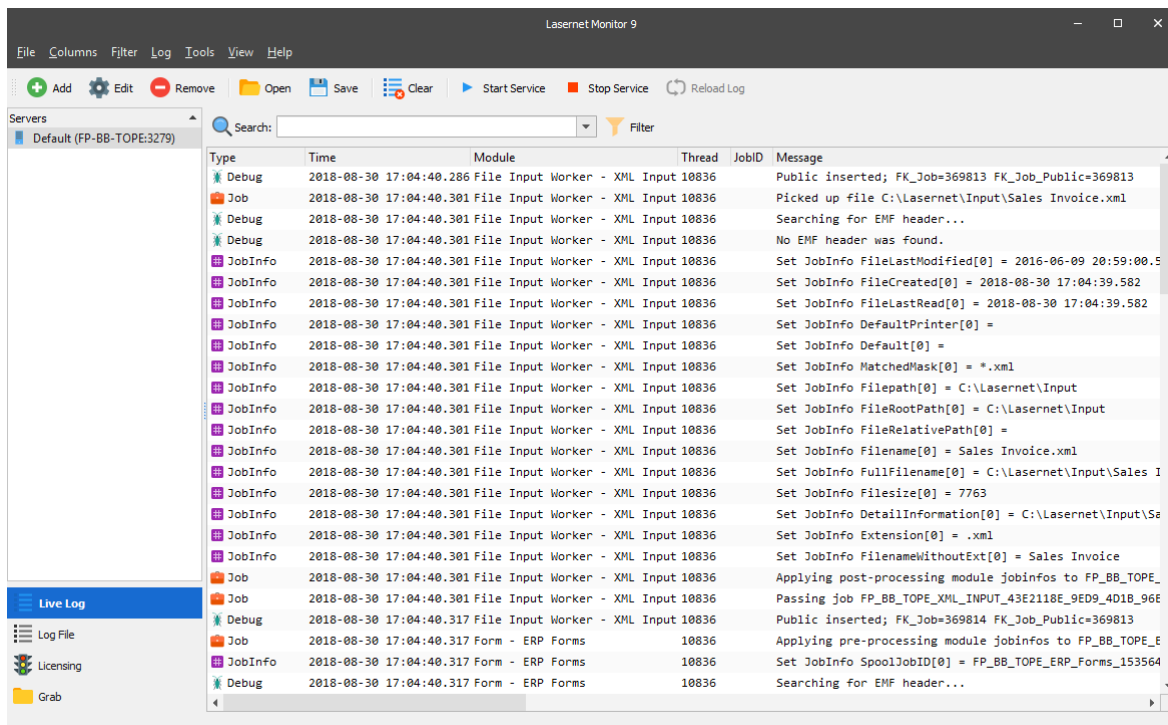 Lasernet Monitor 9
File Columns Filter Log Tools View Help
Add Edit Remove Open Save Clear Start Service Stop Service Reload Log
Servers
Default (FP-BB-TOPE:3279)
Search: Filter
Type Time Module Thread JobID Message
Debug 2018-08-30 17:04:40.286 File Input Worker - XML Input 10836 Public inserted; FK_Job=369813 FK_Job_Public=369813
Job 2018-08-30 17:04:40.301 File Input Worker - XML Input 10836 Picked up file C:\Lasernet\Input\Sales Invoice.xml
Debug 2018-08-30 17:04:40.301 File Input Worker - XML Input 10836 Searching for EMF header...
Debug 2018-08-30 17:04:40.301 File Input Worker - XML Input 10836 No EMF header was found.
JobInfo 2018-08-30 17:04:40.301 File Input Worker - XML Input 10836 Set JobInfo FileLastModified[0] = 2016-06-09 20:59:00.5
JobInfo 2018-08-30 17:04:40.301 File Input Worker - XML Input 10836 Set JobInfo FileCreated[0] = 2018-08-30 17:04:39.582
JobInfo 2018-08-30 17:04:40.301 File Input Worker - XML Input 10836 Set JobInfo FileLastRead[0] = 2018-08-30 17:04:39.582
JobInfo 2018-08-30 17:04:40.301 File Input Worker - XML Input 10836 Set JobInfo DefaultPrinter[0] =
JobInfo 2018-08-30 17:04:40.301 File Input Worker - XML Input 10836 Set JobInfo Default[0] =
JobInfo 2018-08-30 17:04:40.301 File Input Worker - XML Input 10836 Set JobInfo MatchedMask[0] = *.xml
JobInfo 2018-08-30 17:04:40.301 File Input Worker - XML Input 10836 Set JobInfo Filepath[0] = C:\Lasernet\Input
JobInfo 2018-08-30 17:04:40.301 File Input Worker - XML Input 10836 Set JobInfo FileRootPath[0] = C:\Lasernet\Input
JobInfo 2018-08-30 17:04:40.301 File Input Worker - XML Input 10836 Set JobInfo FileRelativePath[0] =
JobInfo 2018-08-30 17:04:40.301 File Input Worker - XML Input 10836 Set JobInfo Filename[0] = Sales Invoice.xml
JobInfo 2018-08-30 17:04:40.301 File Input Worker - XML Input 10836 Set JobInfo FullFilename[0] = C:\Lasernet\Input\Sales I
JobInfo 2018-08-30 17:04:40.301 File Input Worker - XML Input 10836 Set JobInfo Filesize[0] = 7763
JobInfo 2018-08-30 17:04:40.301 File Input Worker - XML Input 10836 Set JobInfo DetailInformation[0] = C:\Lasernet\Input\Sa
JobInfo 2018-08-30 17:04:40.301 File Input Worker - XML Input 10836 Set JobInfo Extension[0] = .xml
JobInfo 2018-08-30 17:04:40.301 File Input Worker - XML Input 10836 Set JobInfo FilenameWithoutExt[0] = Sales Invoice
Job 2018-08-30 17:04:40.301 File Input Worker - XML Input 10836 Applying post-processing module jobinfos to FP_BB_TOPE_
Job 2018-08-30 17:04:40.301 File Input Worker - XML Input 10836 Passing job FP_BB_TOPE_XML_INPUT_43E2118E_9ED9_4D1B_96E
Debug 2018-08-30 17:04:40.317 File Input Worker - XML Input 10836 Public inserted; FK_Job=369814 FK_Job_Public=369813
Job 2018-08-30 17:04:40.317 Form - ERP Forms 10836 Applying pre-processing module jobinfos to FP_BB_TOPE_E
JobInfo 2018-08-30 17:04:40.317 Form - ERP Forms 10836 Set JobInfo SpoolJobID[0] = FP_BB_TOPE_ERP_Forms_153564
Debug 2018-08-30 17:04:40.317 Form - ERP Forms 10836 Searching for EMF header...
Live Log
Log File
Licensing
Grab